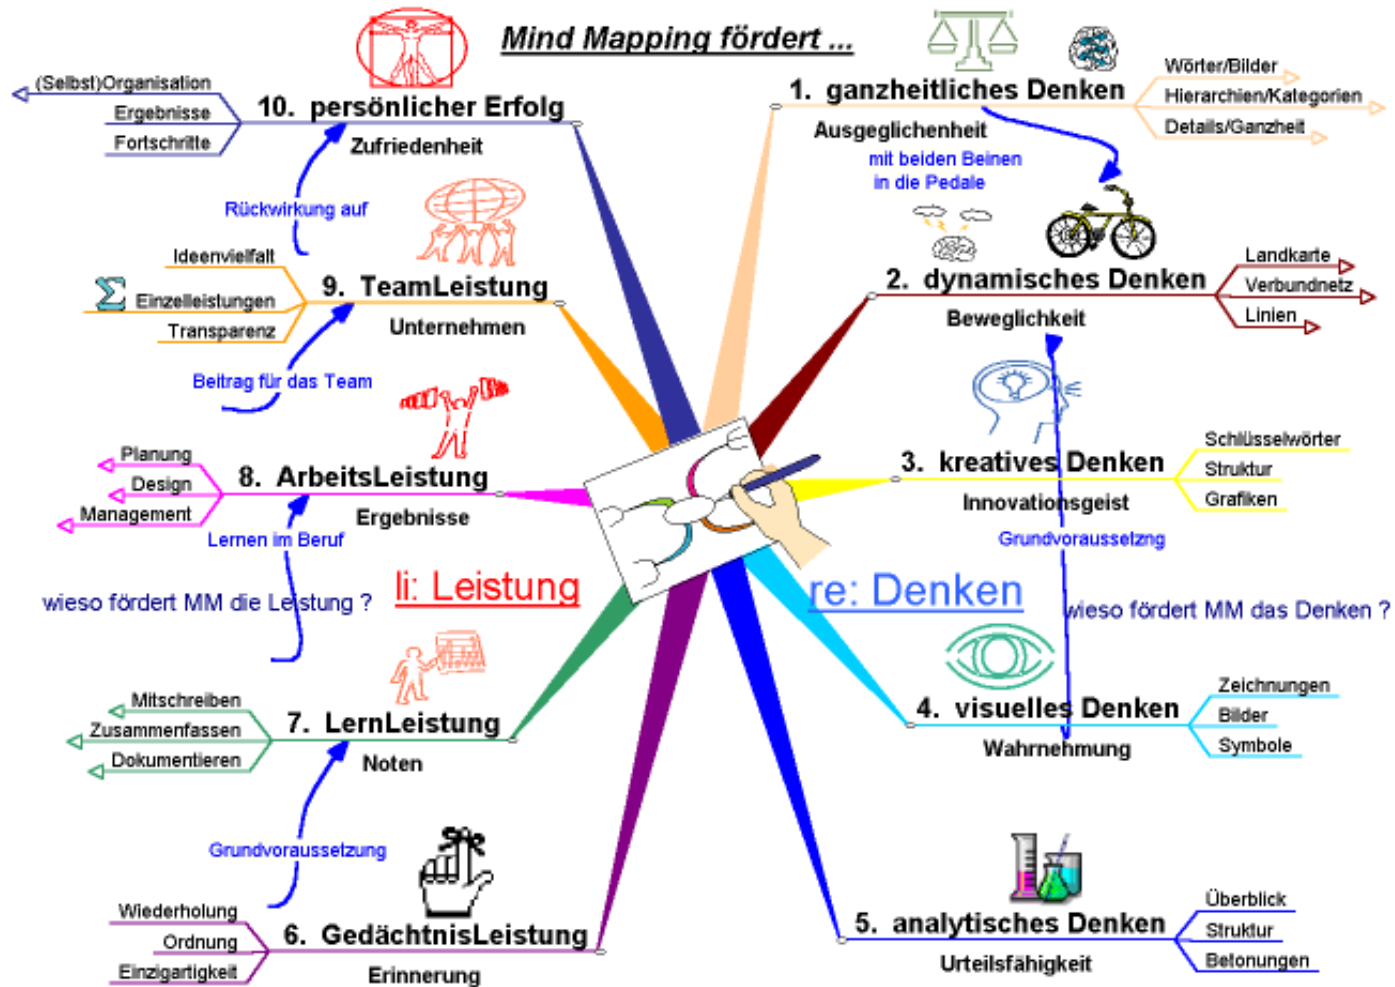 Mind Mapping fördert ...
1. ganzheitliches Denken
Ausgeglichenheit
Wörter/Bilder
Hierarchien/Kategorien
Details/Ganzheit
mit beiden Beinen
in die Pedale
2. dynamisches Denken
Beweglichkeit
Landkarte
Verbundnetz
Linien
3. kreatives Denken
Innovationsgeist
Schlüsselwörter
Struktur
Grafiken
Grundvoraussetzng
re: Denken
wieso fördert MM das Denken ?
4. visuelles Denken
Wahrnehmung
Zeichnungen
Bilder
Symbole
5. analytisches Denken
Urteilsfähigkeit
Überblick
Struktur
Betonungen
6. GedächtnisLeistung
Erinnerung
Wiederholung
Ordnung
Einzigartigkeit
Grundvoraussetzung
7. LernLeistung
Noten
Mitschreiben
Zusammenfassen
Dokumentieren
li: Leistung
wieso fördert MM die Leistung ?
Lernen im Beruf
8. ArbeitsLeistung
Ergebnisse
Planung
Design
Management
Beitrag für das Team
9. TeamLeistung
Unternehmen
Ideenvielfalt
Σ Einzelleistungen
Transparenz
Rückwirkung auf
10. persönlicher Erfolg
Zufriedenheit
(Selbst)Organisation
Ergebnisse
Fortschritte